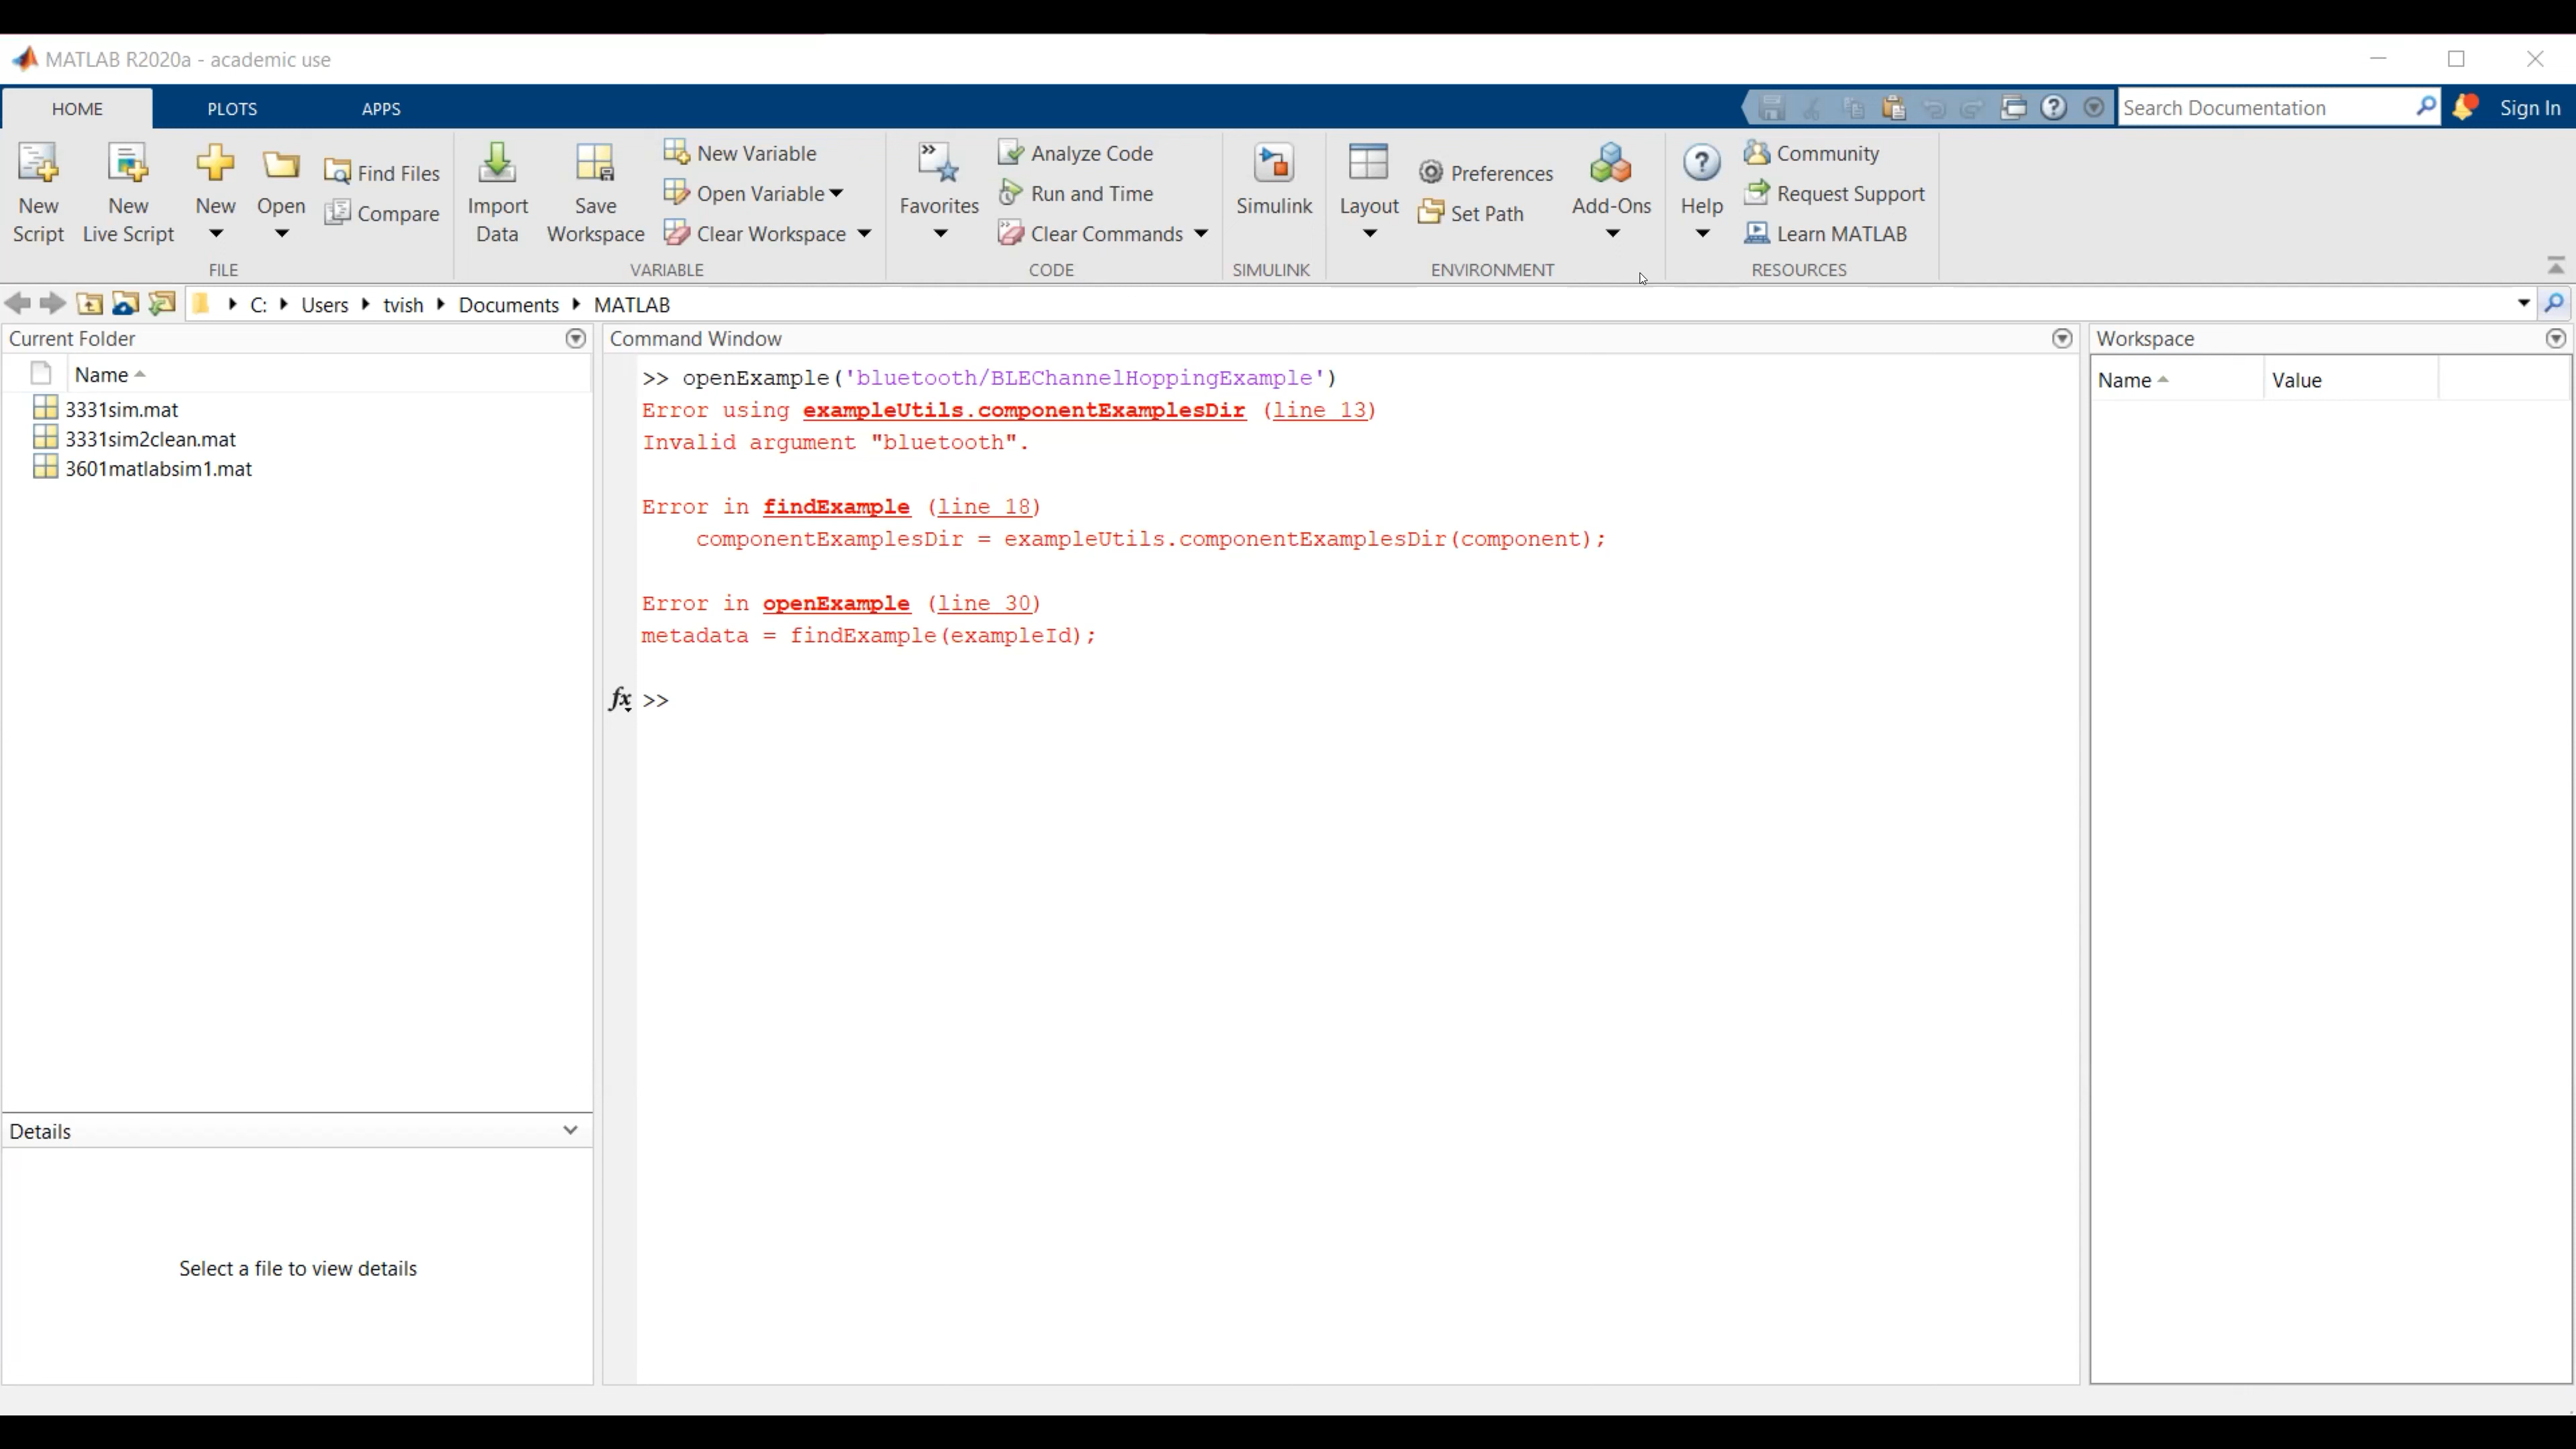 MATLAB R2020a - academic use
HOME PLOTS APPS
Search Documentation
Sign In
New Script
New Live Script
New
Open
Find Files
Compare
FILE
Import Data
Save Workspace
New Variable
Open Variable
Clear Workspace
VARIABLE
Favorites
Analyze Code
Run and Time
Clear Commands
CODE
Simulink
SIMULINK
Layout
Preferences
Set Path
Add-Ons
ENVIRONMENT
Help
Community
Request Support
Learn MATLAB
RESOURCES
C: Users tvish Documents MATLAB
Current Folder
Name
3331sim.mat
3331sim2clean.mat
3601matlabsim1.mat
Details
Select a file to view details
Command Window
>> openExample('bluetooth/BLEChannelHoppingExample')
Error using exampleUtils.componentExamplesDir (line 13)
Invalid argument "bluetooth".
Error in findExample (line 18)
componentExamplesDir = exampleUtils.componentExamplesDir(component);
Error in openExample (line 30)
metadata = findExample(exampleId);
fx >>
Workspace
Name Value